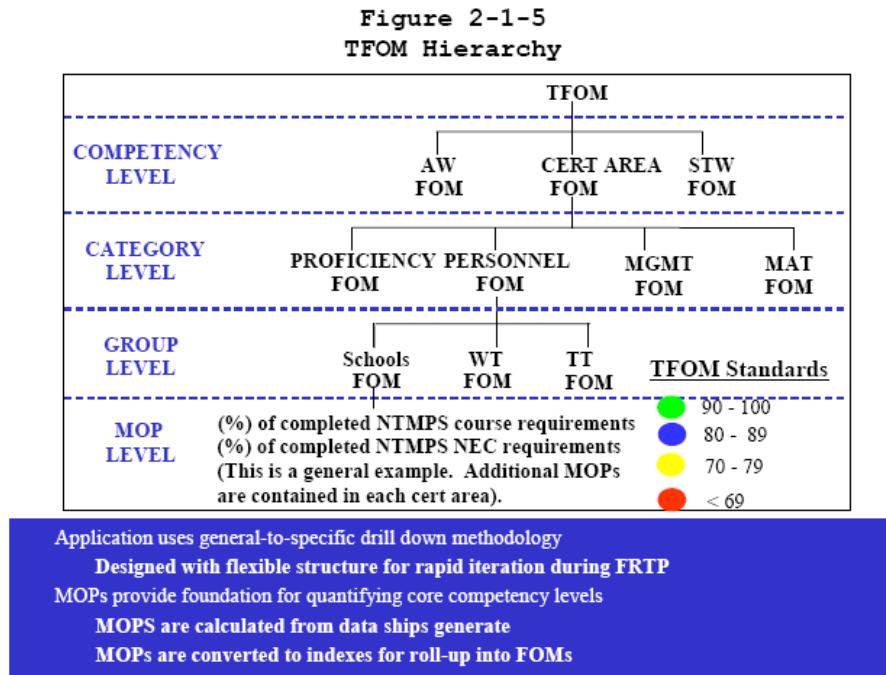 Figure 2-1-5
TFOM Hierarchy
TFOM
COMPETENCY
LEVEL
AW
FOM
CERT AREA
FOM
STW
FOM
CATEGORY
LEVEL
PROFICIENCY
FOM
PERSONNEL
FOM
MGMT
FOM
MAT
FOM
GROUP
LEVEL
Schools
FOM
WT
FOM
TT
FOM
TFOM Standards
90 - 100
80 - 89
70 - 79
< 69
MOP
LEVEL
(%) of completed NTMPS course requirements
(%) of completed NTMPS NEC requirements
(This is a general example. Additional MOPs
are contained in each cert area).
Application uses general-to-specific drill down methodology
Designed with flexible structure for rapid iteration during FRTP
MOPs provide foundation for quantifying core competency levels
MOPS are calculated from data ships generate
MOPs are converted to indexes for roll-up into FOMs